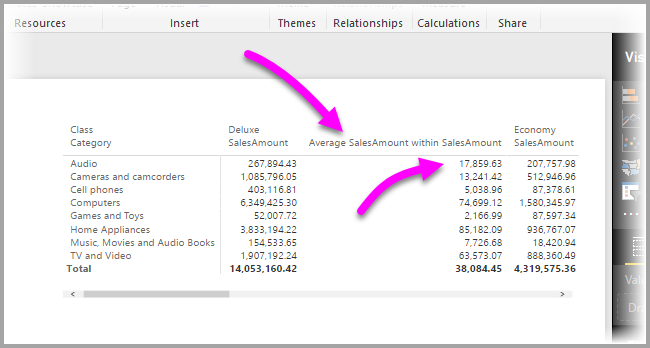 Resources Insert Themes Relationships Calculations Share
Vis
Class Deluxe Economy
Category SalesAmount Average SalesAmount within SalesAmount SalesAmount
Audio 267,894.43 17,859.63 207,757.98
Cameras and camcorders 1,085,796.05 13,241.42 512,946.96
Cell phones 403,116.81 5,038.96 87,378.61
Computers 6,349,425.30 74,699.12 1,580,345.97
Games and Toys 52,007.72 2,166.99 87,597.34
Home Appliances 3,833,194.22 85,182.09 936,767.07
Music, Movies and Audio Books 154,533.65 7,726.68 18,420.94
TV and Video 1,907,192.24 63,573.07 888,360.49
Total 14,053,160.42 38,084.45 4,319,575.36
Val
Dra